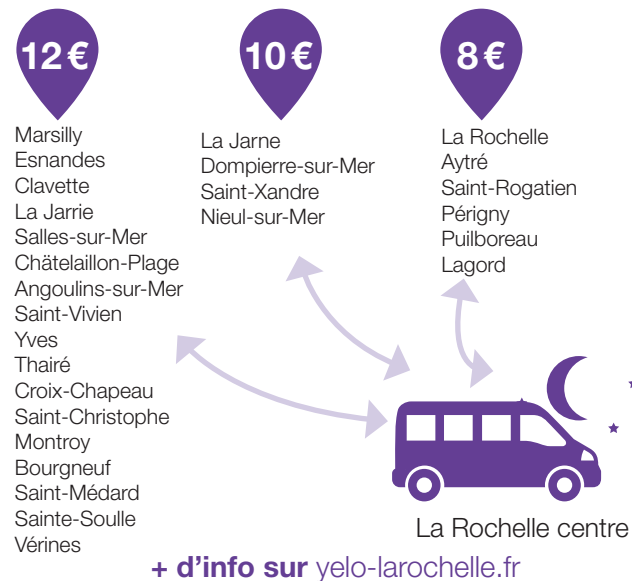 12 €
Marsilly
Esnandes
Clavette
La Jarrie
Salles-sur-Mer
Châtelaillon-Plage
Angoulins-sur-Mer
Saint-Vivien
Yves
Thairé
Croix-Chapeau
Saint-Christophe
Montroy
Bourgneuf
Saint-Médard
Sainte-Soulle
Vérines
10 €
La Jarne
Dompierre-sur-Mer
Saint-Xandre
Nieul-sur-Mer
8 €
La Rochelle
Aytré
Saint-Rogatien
Périgny
Puilboreau
Lagord
La Rochelle centre
+ d'info sur yelo-larochelle.fr